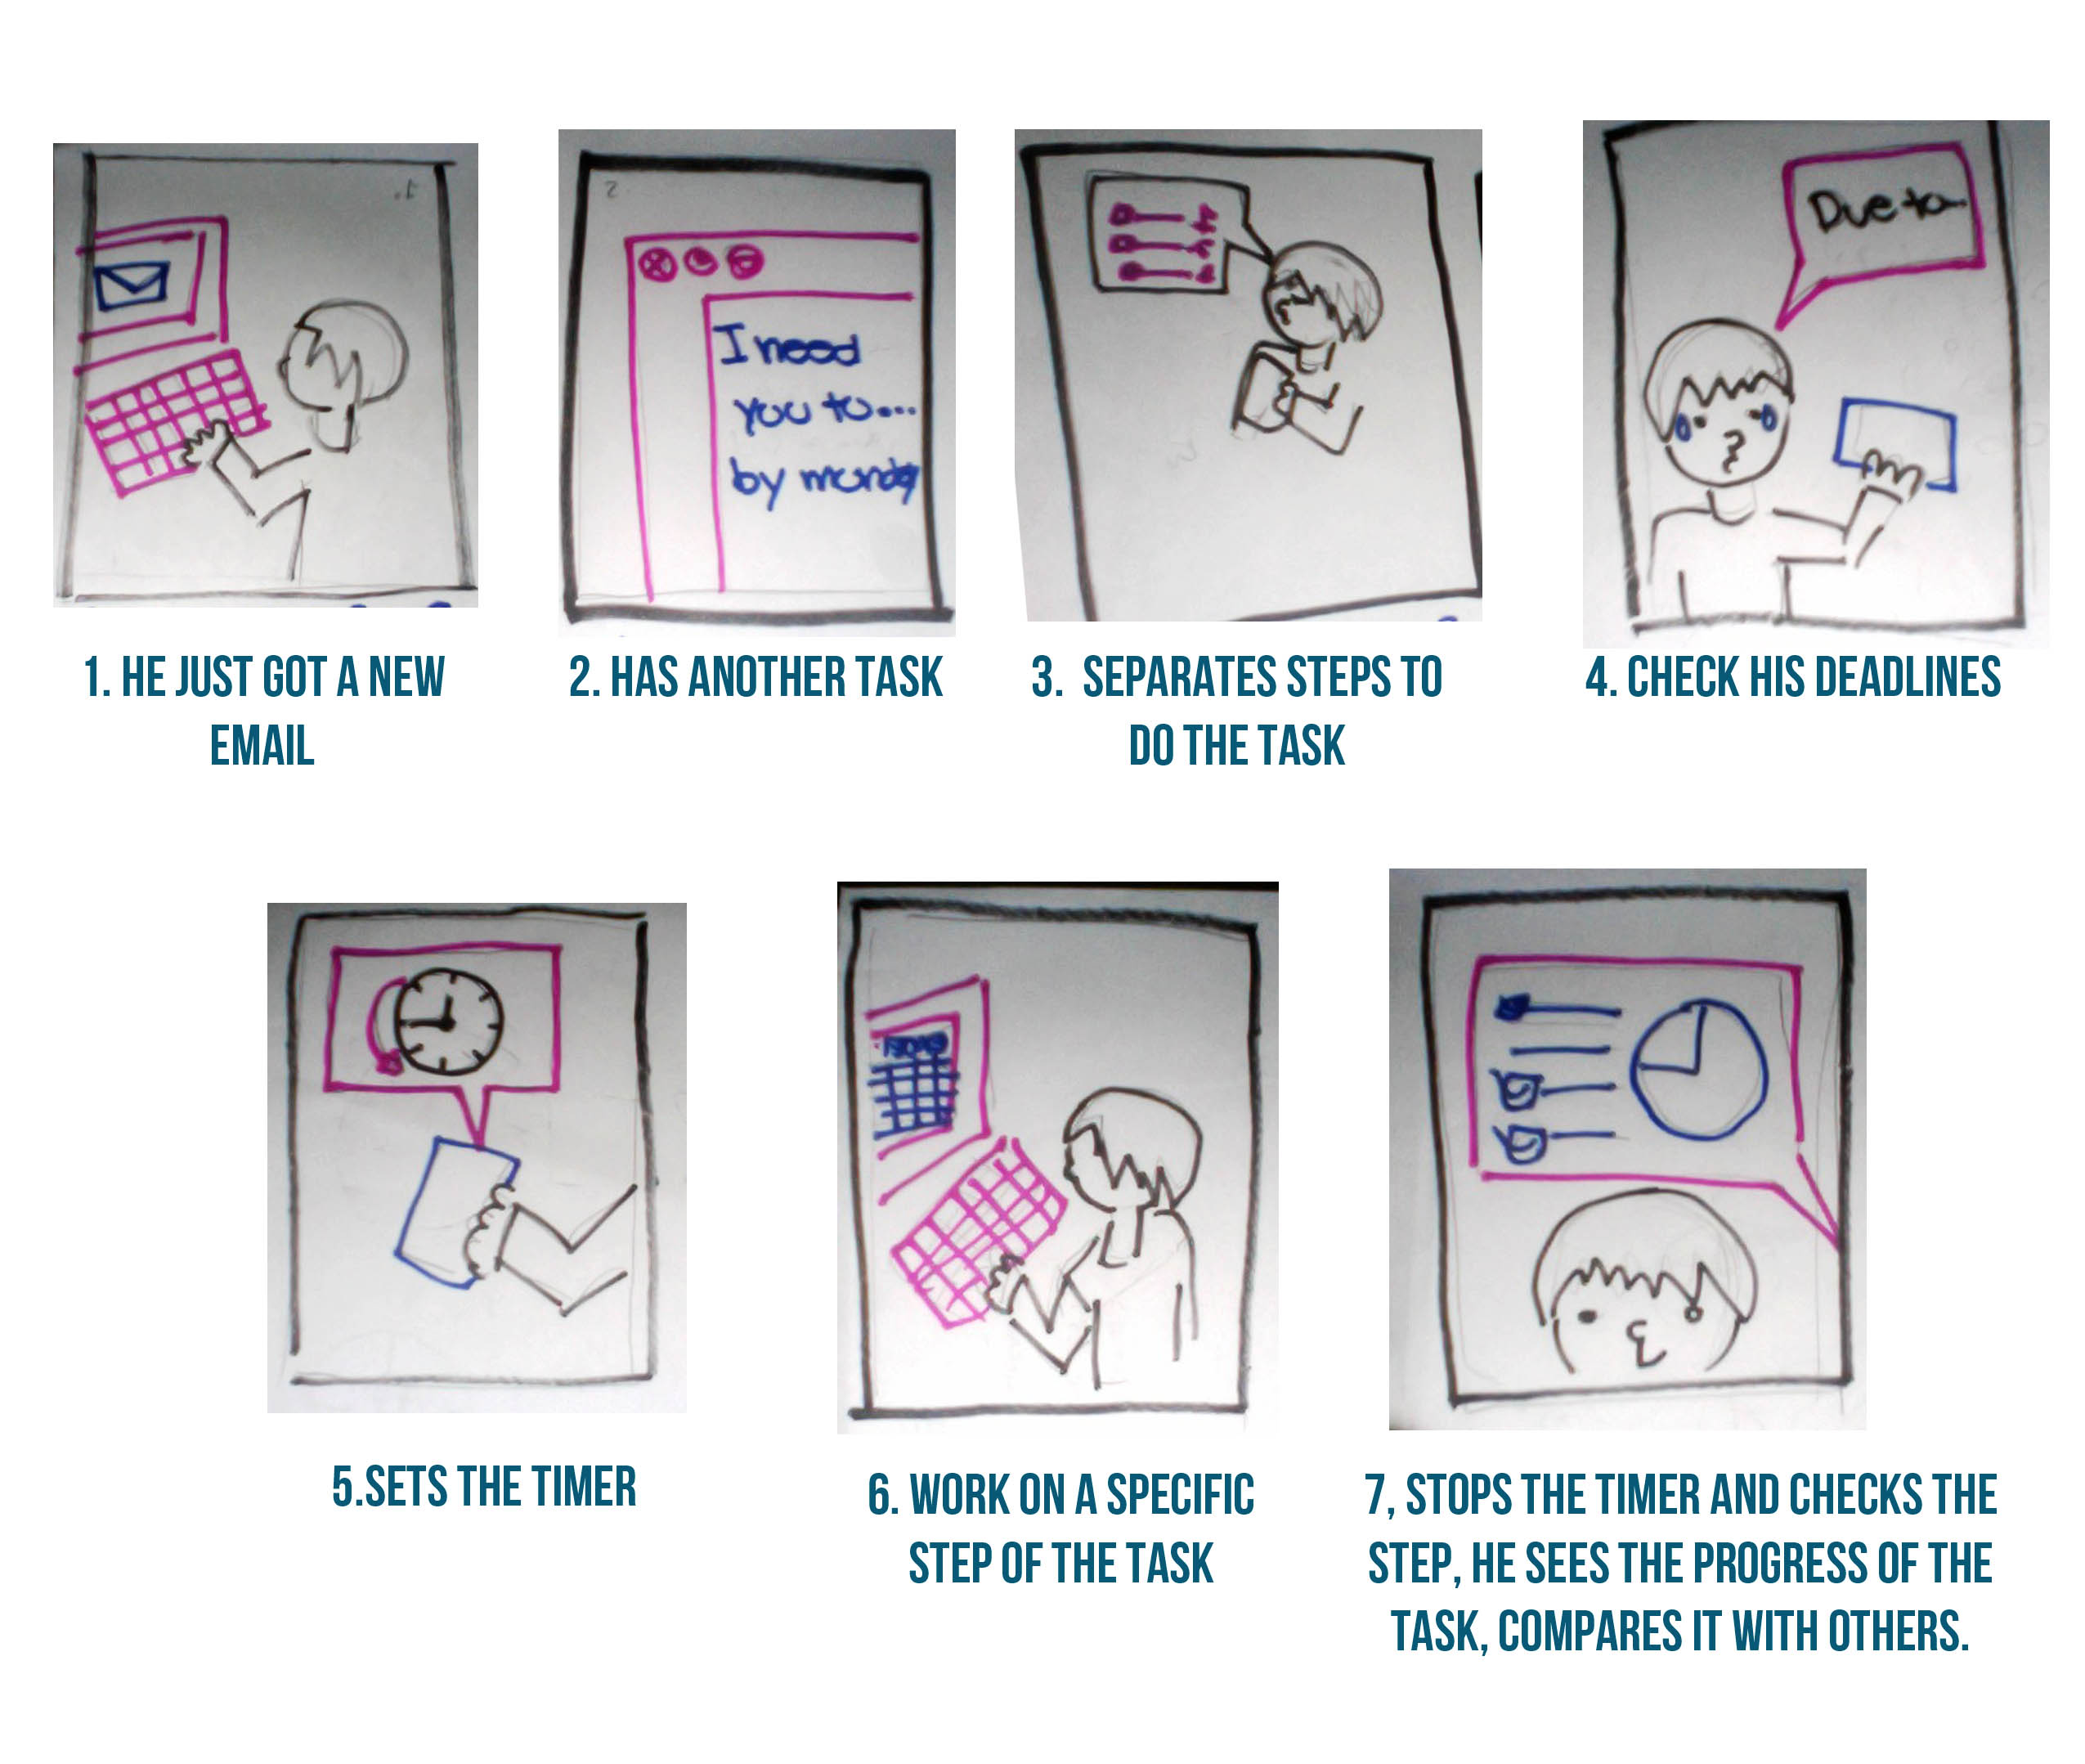 1.
2
I need
you to...
by monday
Due to
1. HE JUST GOT A NEW
EMAIL
2. HAS ANOTHER TASK
3. SEPARATES STEPS TO
DO THE TASK
4. CHECK HIS DEADLINES
5.SETS THE TIMER
6. WORK ON A SPECIFIC
STEP OF THE TASK
7, STOPS THE TIMER AND CHECKS THE
STEP, HE SEES THE PROGRESS OF THE
TASK, COMPARES IT WITH OTHERS.